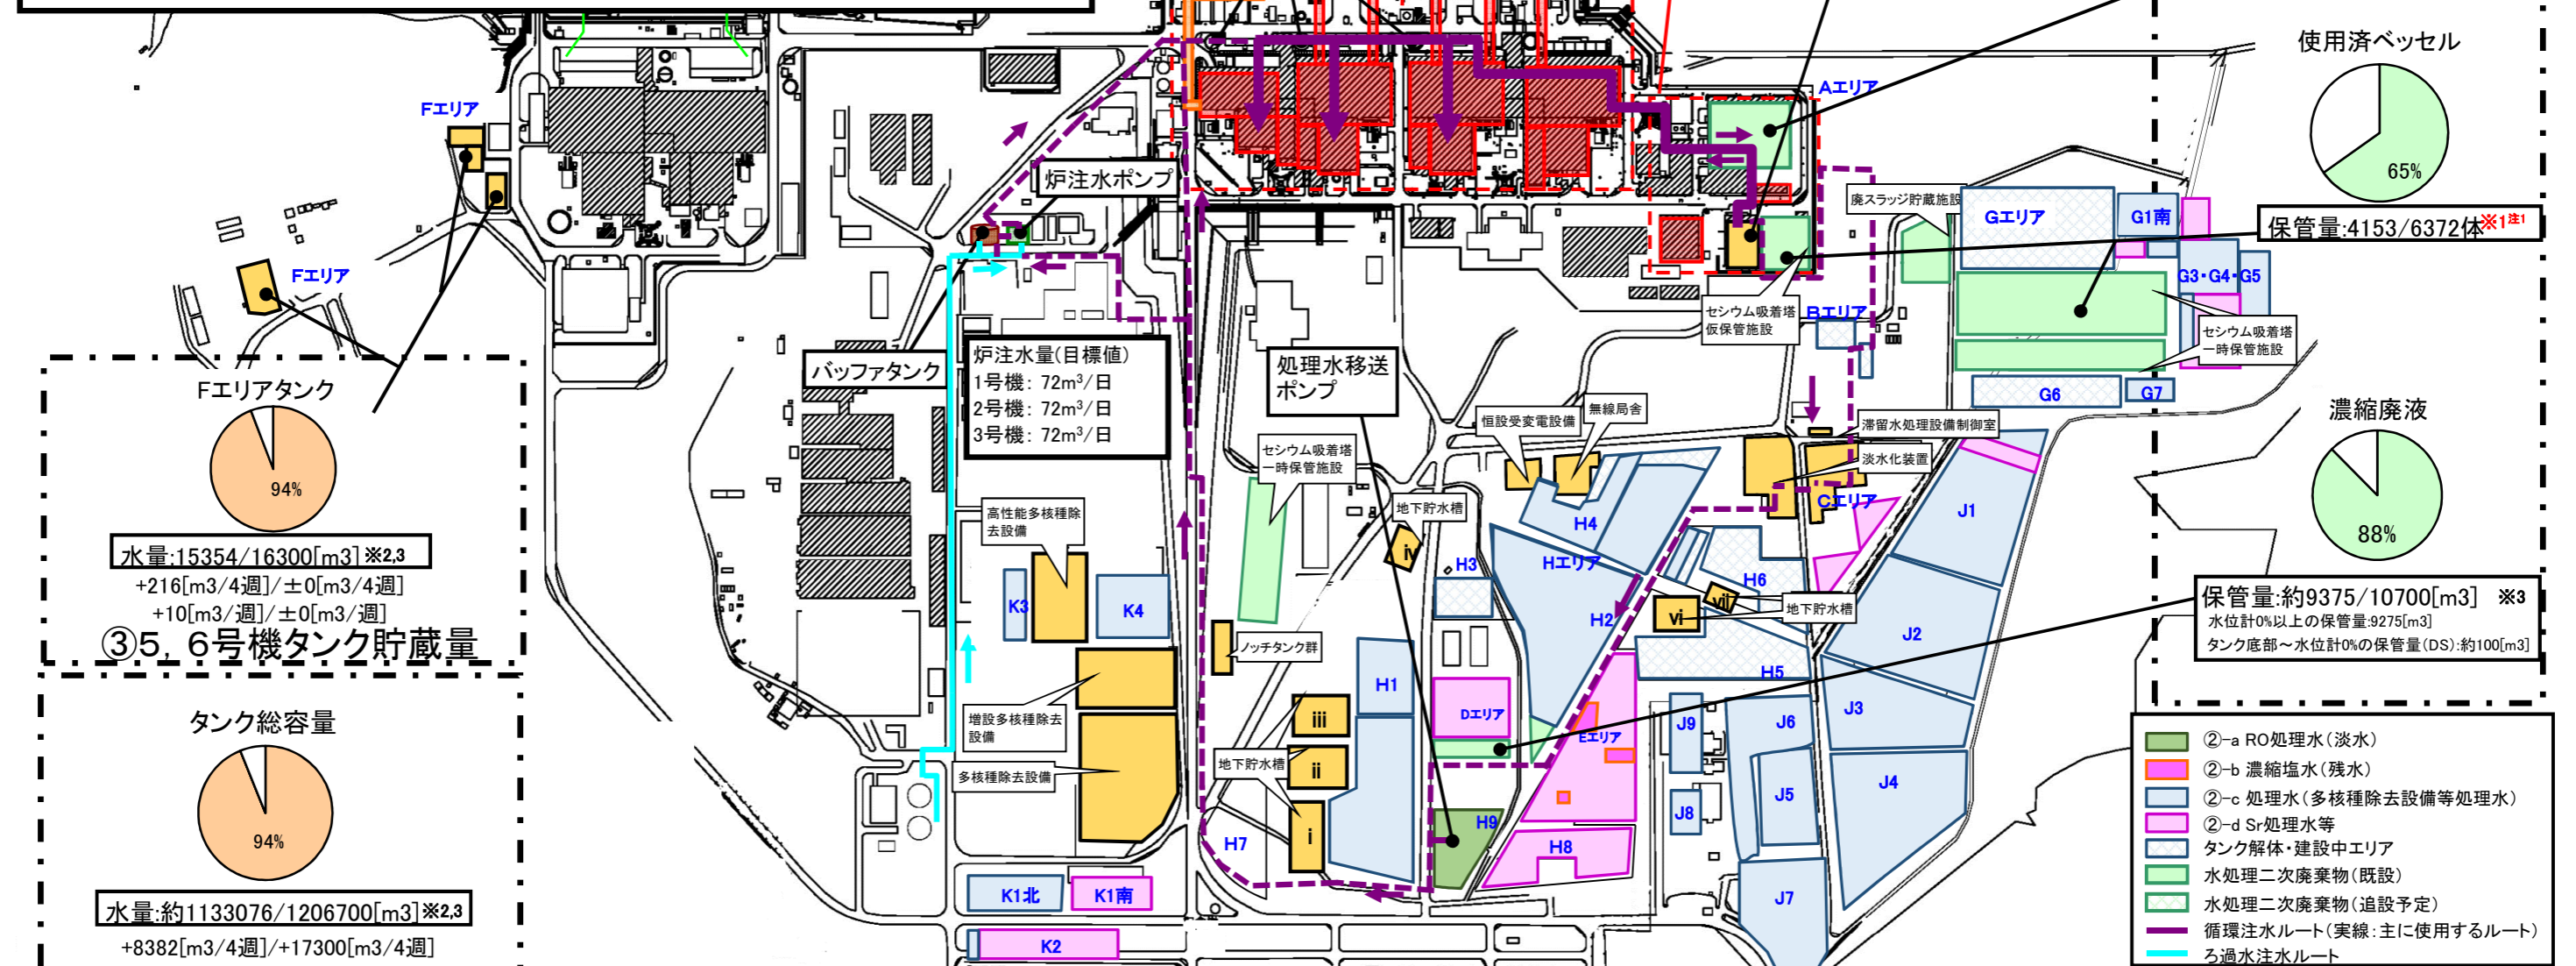 使用済ベッセル
65%
保管量:4153/6372体※1注1
Aエリア
Fエリア
Fエリア
炉注水ポンプ
廃スラッジ貯蔵施設
Gエリア
G1南
G3・G4・G5
セシウム吸着塔
仮保管施設
Bエリア
セシウム吸着塔
一時保管施設
G6
G7
バッファタンク
炉注水量(目標値)
1号機: 72m³/日
2号機: 72m³/日
3号機: 72m³/日
処理水移送
ポンプ
恒設受変電設備
無線局舎
滞留水処理設備制御室
淡水化装置
Cエリア
Fエリアタンク
94%
水量:15354/16300[m3]※2,3
+216[m3/4週]/±0[m3/4週]
+10[m3/週]/±0[m3/週]
③5, 6号機タンク貯蔵量
濃縮廃液
88%
保管量:約9375/10700[m3] ※3
水位計0%以上の保管量:9275[m3]
タンク底部~水位計0%の保管量(DS):約100[m3]
セシウム吸着塔
一時保管施設
高性能多核種除
去設備
地下貯水槽
iv
H3
H4
Hエリア
H2
H6
vi
vii
地下貯水槽
H5
J1
J2
J3
K3
K4
ノッチタンク群
H1
Dエリア
Eエリア
J9
J6
J5
J4
J8
J7
増設多核種除去
設備
多核種除去設備
地下貯水槽
iii
ii
i
H7
H9
H8
K1北
K1南
K2
タンク総容量
94%
水量:約1133076/1206700[m3]※2,3
+8382[m3/4週]/+17300[m3/4週]
②-a RO処理水(淡水)
②-b 濃縮塩水(残水)
②-c 処理水(多核種除去設備等処理水)
②-d Sr処理水等
タンク解体・建設中エリア
水処理二次廃棄物(既設)
水処理二次廃棄物(追設予定)
循環注水ルート(実線:主に使用するルート)
ろ過水注水ルート